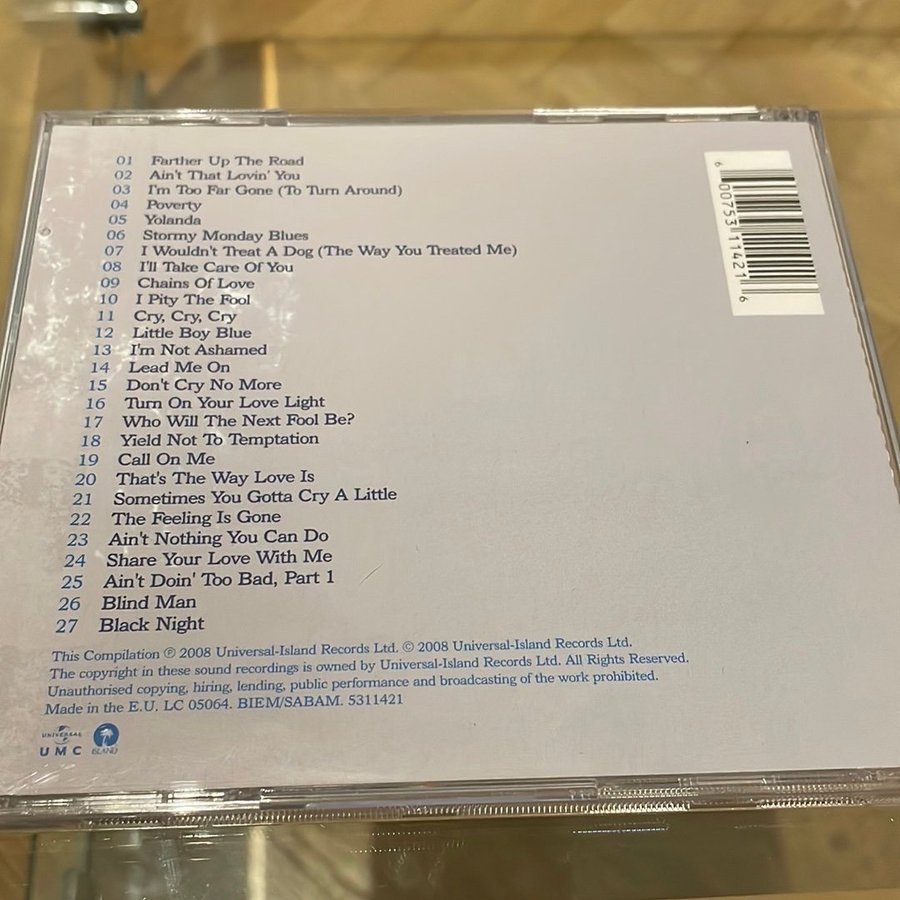 01 Farther Up The Road
02 Ain't That Lovin' You
03 I'm Too Far Gone (To Turn Around)
04 Poverty
05 Yolanda
06 Stormy Monday Blues
07 I Wouldn't Treat A Dog (The Way You Treated Me)
08 I'll Take Care Of You
09 Chains Of Love
10 I Pity The Fool
11 Cry, Cry, Cry
12 Little Boy Blue
13 I'm Not Ashamed
14 Lead Me On
15 Don't Cry No More
16 Turn On Your Love Light
17 Who Will The Next Fool Be?
18 Yield Not To Temptation
19 Call On Me
20 That's The Way Love Is
21 Sometimes You Gotta Cry A Little
22 The Feeling Is Gone
23 Ain't Nothing You Can Do
24 Share Your Love With Me
25 Ain't Doin' Too Bad, Part 1
26 Blind Man
27 Black Night
This Compilation ℗ 2008 Universal-Island Records Ltd. © 2008 Universal-Island Records Ltd.
The copyright in these sound recordings is owned by Universal-Island Records Ltd. All Rights Reserved.
Unauthorised copying, hiring, lending, public performance and broadcasting of the work prohibited.
Made in the E.U. LC 05064. BIEM/SABAM. 5311421
UNIVERSAL
UMC
ISLAND
6 00753 11421 6